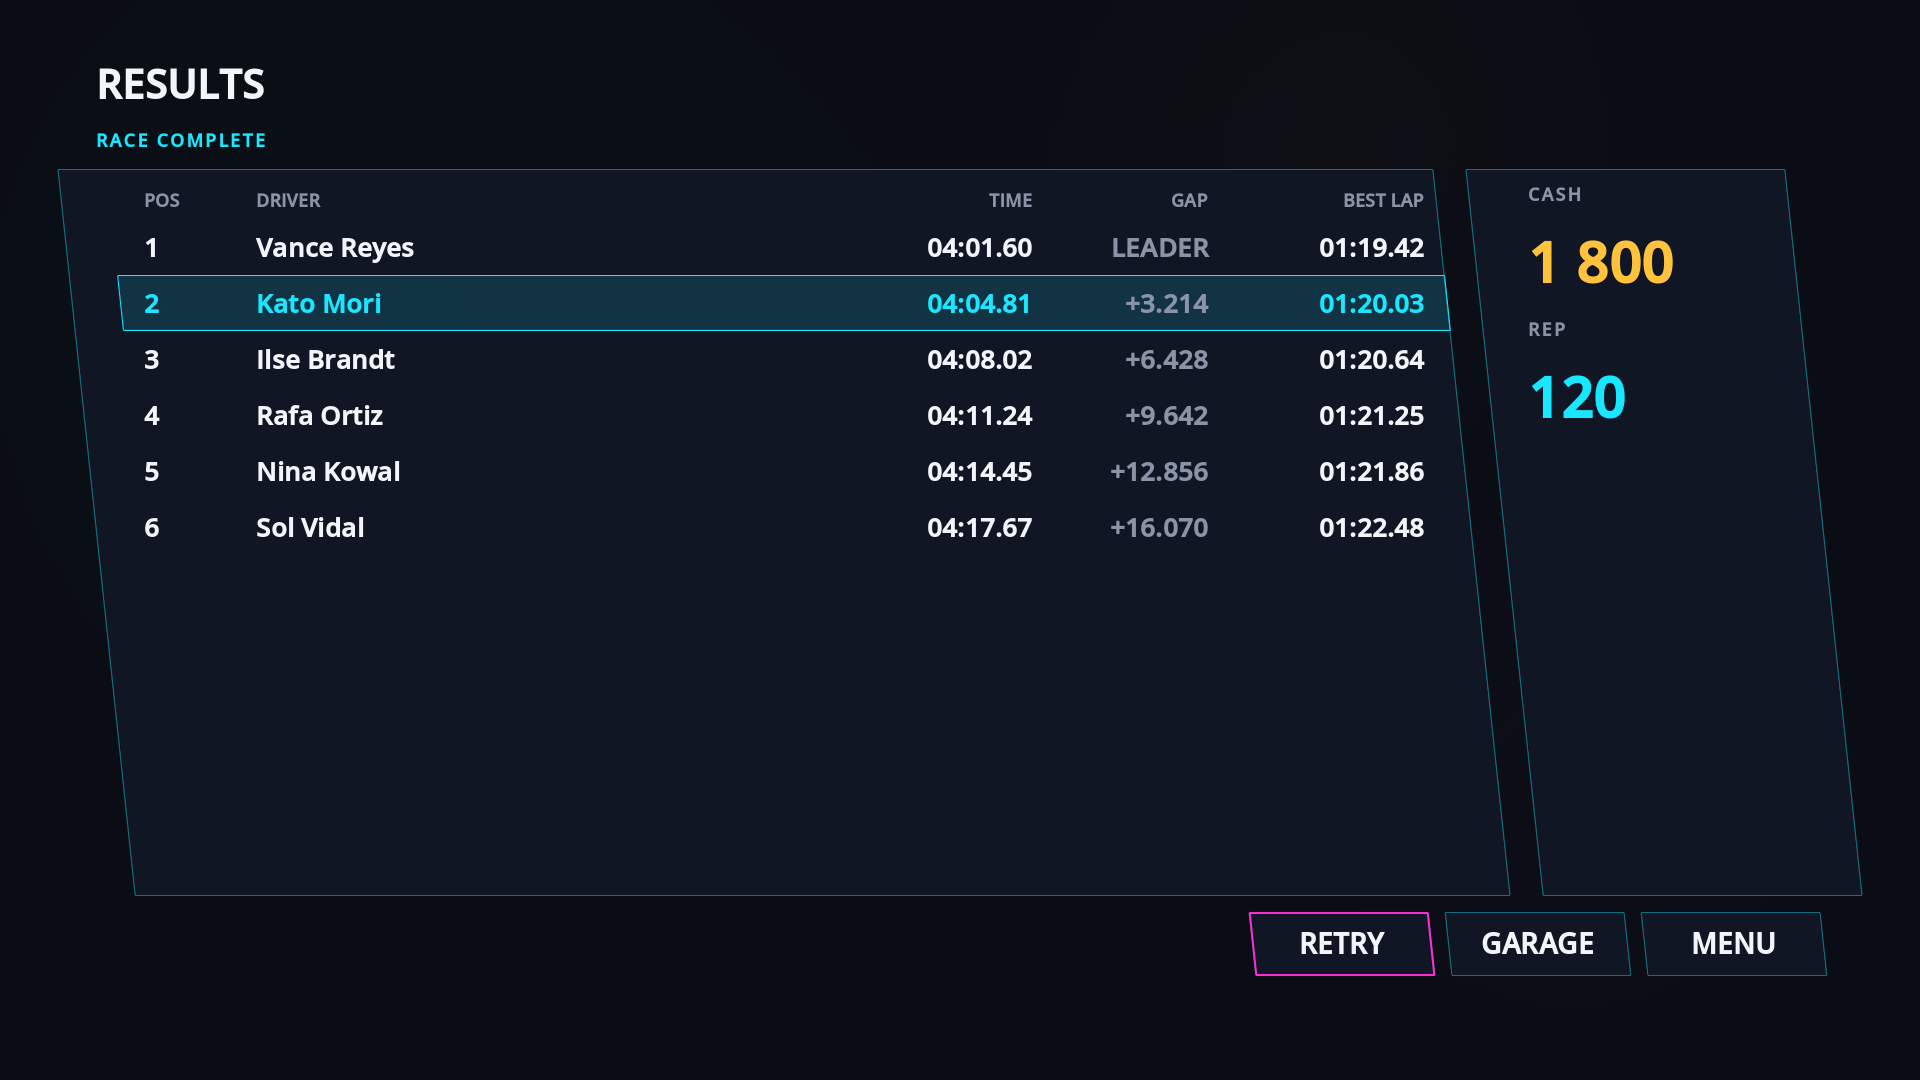 RESULTS
RACE COMPLETE
POS DRIVER TIME GAP BEST LAP
1 Vance Reyes 04:01.60 LEADER 01:19.42
2 Kato Mori 04:04.81 +3.214 01:20.03
3 Ilse Brandt 04:08.02 +6.428 01:20.64
4 Rafa Ortiz 04:11.24 +9.642 01:21.25
5 Nina Kowal 04:14.45 +12.856 01:21.86
6 Sol Vidal 04:17.67 +16.070 01:22.48
CASH
1 800
REP
120
RETRY GARAGE MENU